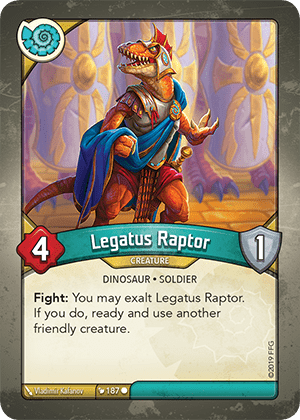 Legatus Raptor
CREATURE
4
1
DINOSAUR • SOLDIER
Fight: You may exalt Legatus Raptor.
If you do, ready and use another
friendly creature.
©2019 FFG
Vladimil Kafanov
187